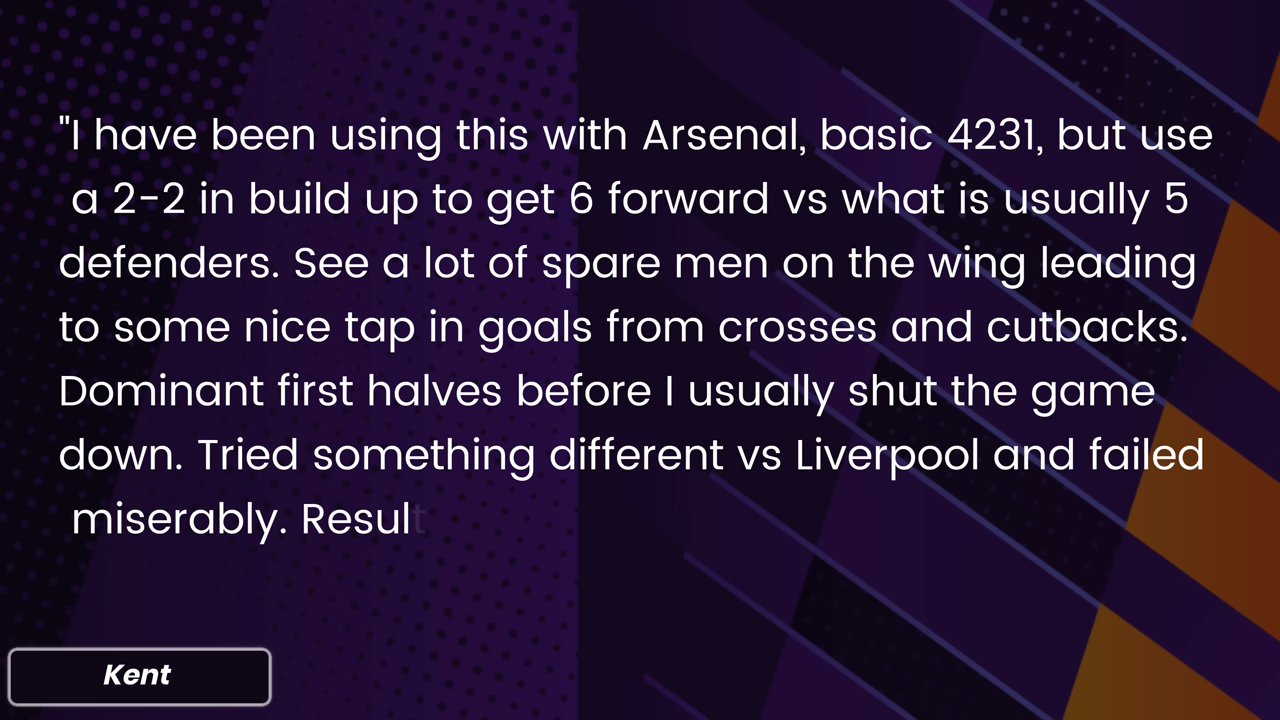 "I have been using this with Arsenal, basic 4231, but use
a 2-2 in build up to get 6 forward vs what is usually 5
defenders. See a lot of spare men on the wing leading
to some nice tap in goals from crosses and cutbacks.
Dominant first halves before I usually shut the game
down. Tried something different vs Liverpool and failed
miserably. Result
Kent